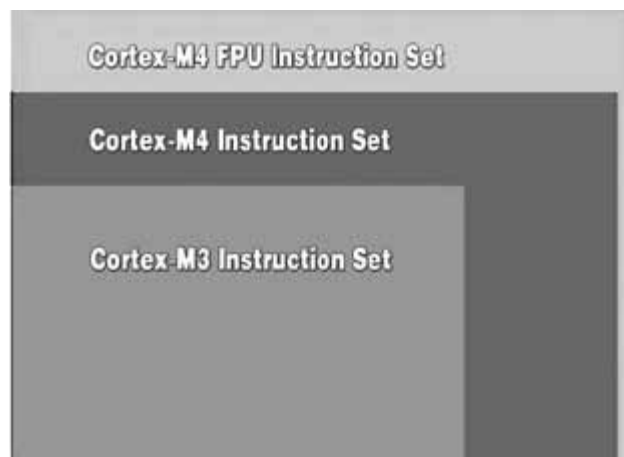 Cortex-M4 FPU Instruction Set
Cortex-M4 Instruction Set
Cortex-M3 Instruction Set